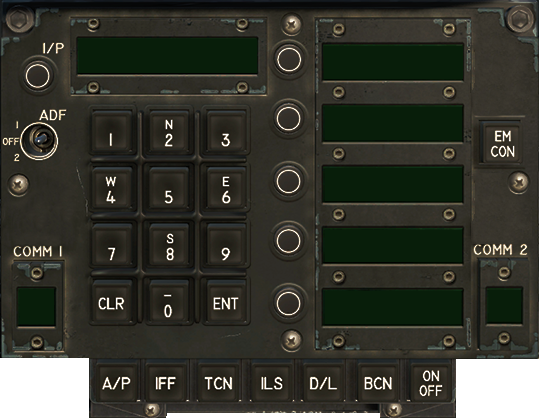 I/P
ADF
1
OFF
2
1
N
2
3
W
4
5
E
6
7
S
8
9
CLR
–
0
ENT
EM
CON
COMM 1
COMM 2
A/P
IFF
TCN
ILS
D/L
BCN
ON
OFF